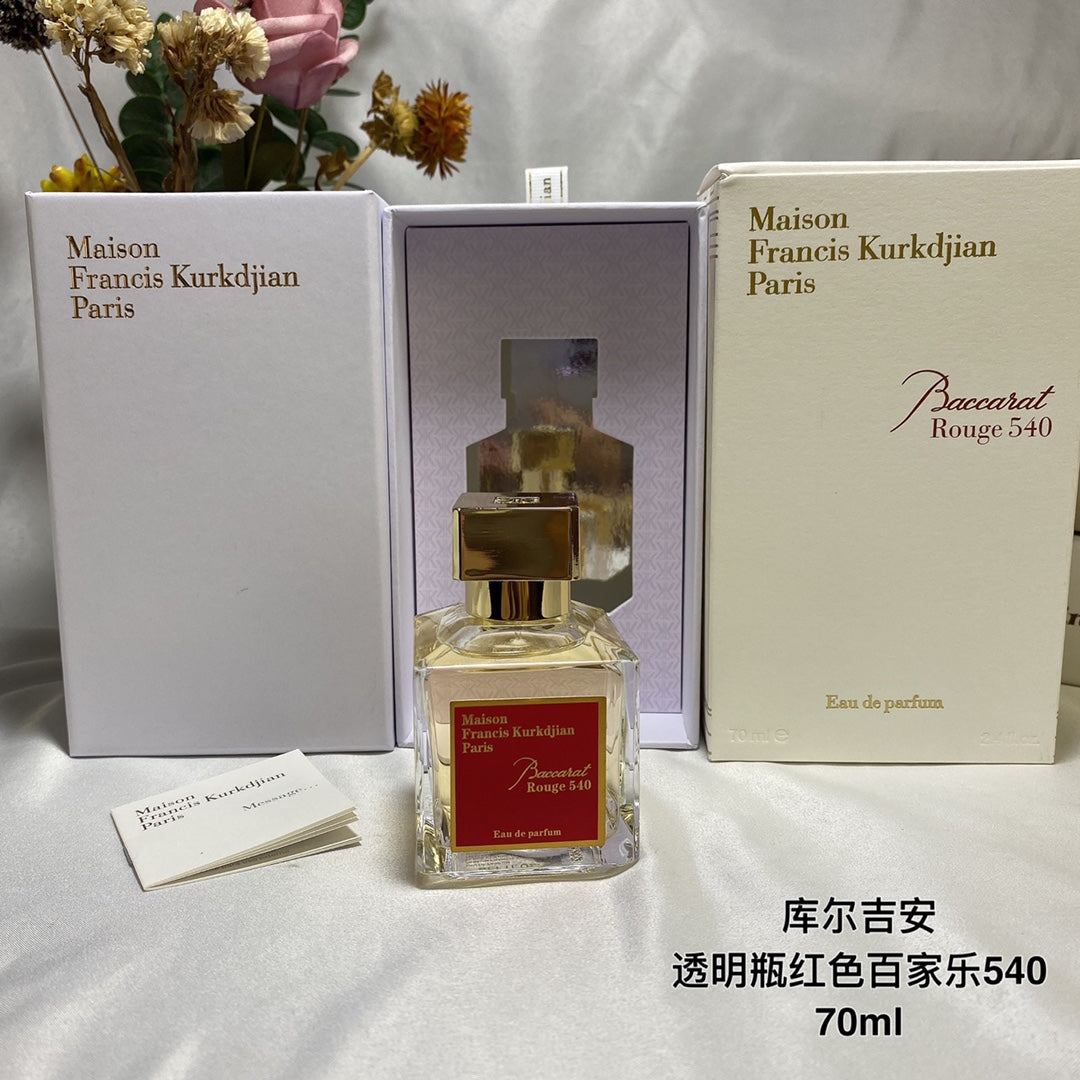 Maison
Francis Kurkdjian
Paris
ian
Maison
Francis Kurkdjian
Paris
Baccarat
Rouge 540
Eau de parfum
70 ml e
2.4 fl.oz.
Maison
Francis Kurkdjian
Paris
Baccarat
Rouge 540
Eau de parfum
Maison
Francis Kurkdjian
Paris
Message...
库尔吉安
透明瓶红色百家乐540
70ml